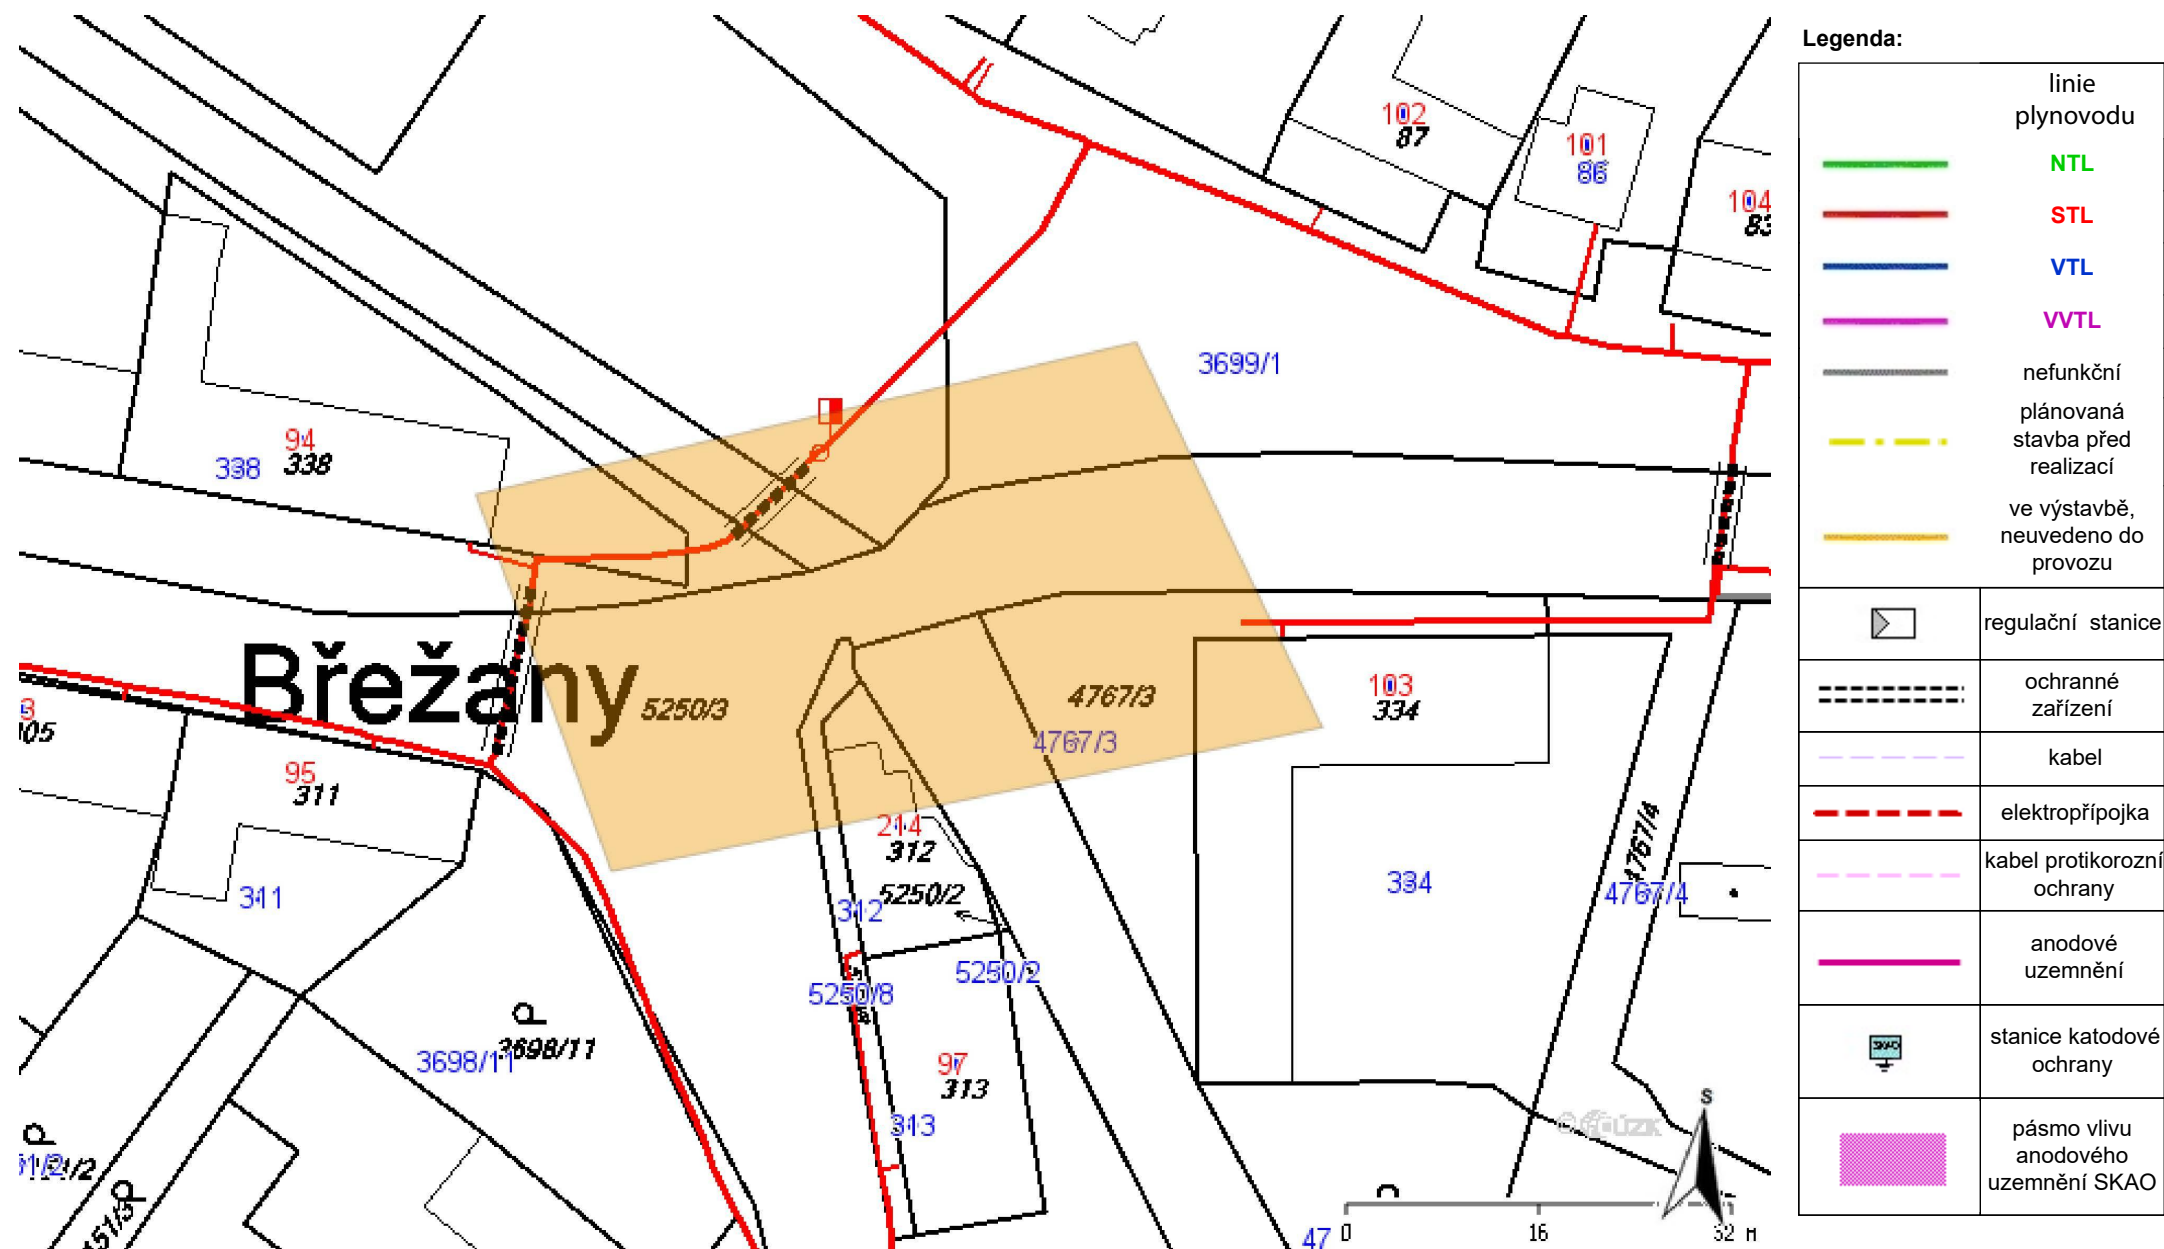 Legenda:
linie
plynovodu
NTL
STL
VTL
VVTL
nefunkční
plánovaná
stavba před
realizací
ve výstavbě,
neuvedeno do
provozu
regulační stanice
ochranné
zařízení
kabel
elektropřípojka
kabel protikorozní
ochrany
anodové
uzemnění
SKAO
stanice katodové
ochrany
pásmo vlivu
anodového
uzemnění SKAO
102
87
101
86
104
83
3699/1
94
338
338
Břežany
5250/3
4767/3
4767/3
103
334
95
311
311
214
312
5250/2
312
334
4767/4
4767/4
5250/2
5250/8
3698/11
3698/11
97
313
313
47
© ČÚZK
S
0
16
32 M